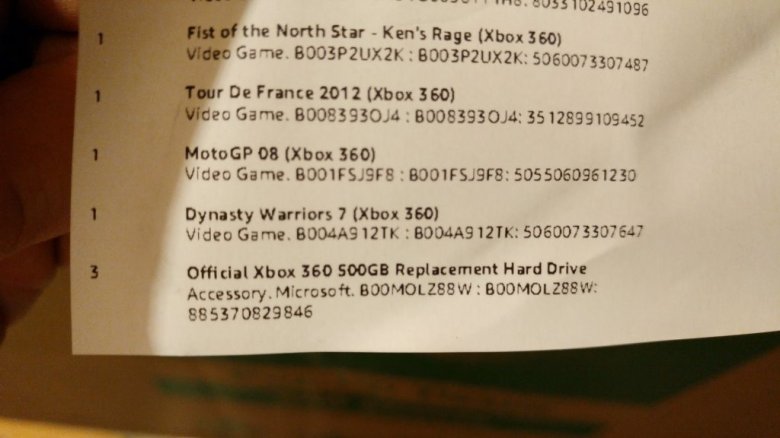 8033102491096
1 Fist of the North Star - Ken's Rage (Xbox 360)
Video Game. B003P2UX2K : B003P2UX2K: 5060073307487
1 Tour De France 2012 (Xbox 360)
Video Game. B008393OJ4 : B008393OJ4: 3512899109452
1 MotoGP 08 (Xbox 360)
Video Game. B001FSJ9F8 : B001FSJ9F8: 5055060961230
1 Dynasty Warriors 7 (Xbox 360)
Video Game. B004A912TK : B004A912TK: 5060073307647
3 Official Xbox 360 500GB Replacement Hard Drive
Accessory. Microsoft. B00MOLZ88W : B00MOLZ88W:
885370829846